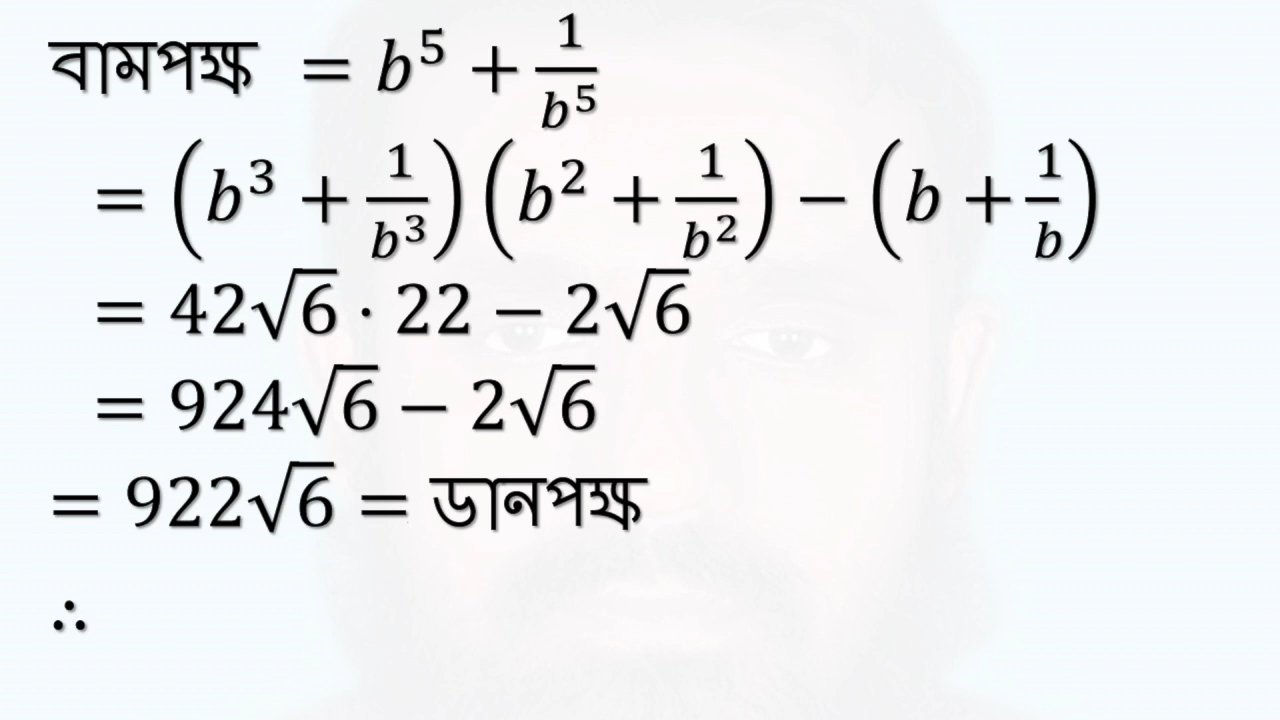 বামপক্ষ = b⁵ + 1/b⁵
= (b³ + 1/b³)(b² + 1/b²) − (b + 1/b)
= 42√6 · 22 − 2√6
= 924√6 − 2√6
= 922√6 = ডানপক্ষ
∴